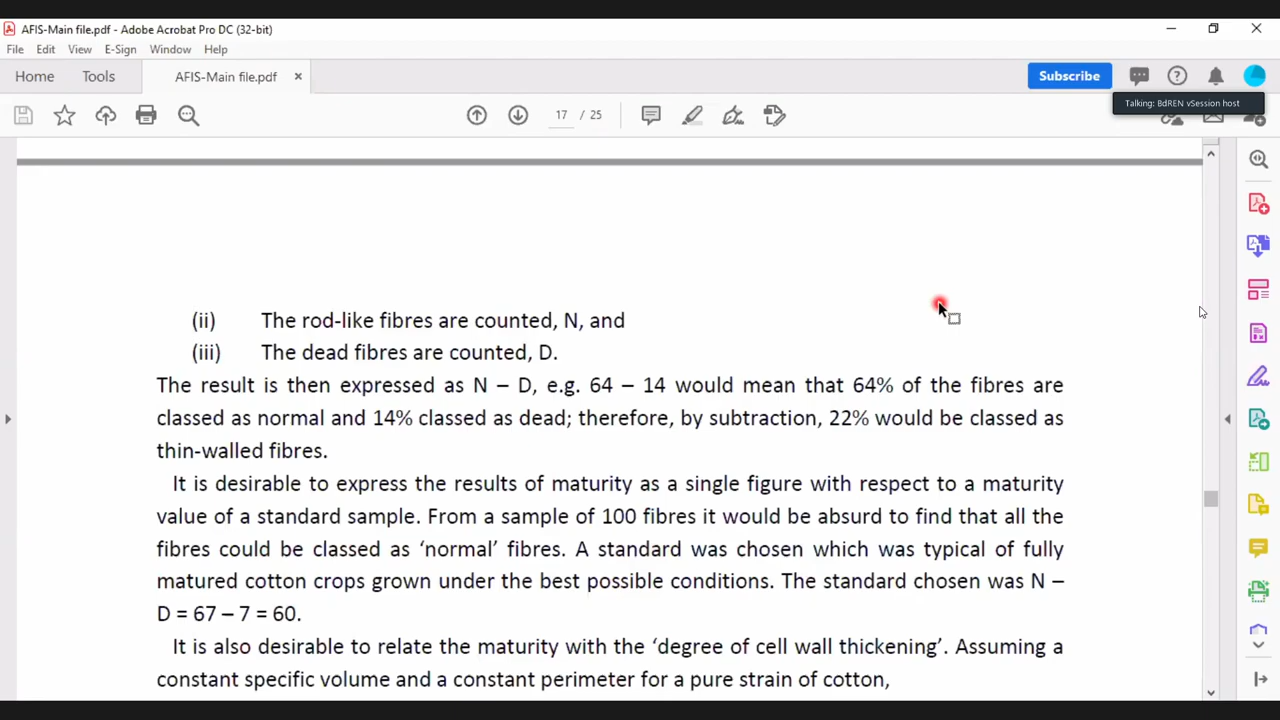 AFIS-Main file.pdf - Adobe Acrobat Pro DC (32-bit)
File Edit View E-Sign Window Help
Home Tools AFIS-Main file.pdf × Subscribe
Talking: BdREN vSession host
17 / 25
(ii) The rod-like fibres are counted, N, and
(iii) The dead fibres are counted, D.
The result is then expressed as N – D, e.g. 64 – 14 would mean that 64% of the fibres are
classed as normal and 14% classed as dead; therefore, by subtraction, 22% would be classed as
thin-walled fibres.
It is desirable to express the results of maturity as a single figure with respect to a maturity
value of a standard sample. From a sample of 100 fibres it would be absurd to find that all the
fibres could be classed as ‘normal’ fibres. A standard was chosen which was typical of fully
matured cotton crops grown under the best possible conditions. The standard chosen was N –
D = 67 – 7 = 60.
It is also desirable to relate the maturity with the ‘degree of cell wall thickening’. Assuming a
constant specific volume and a constant perimeter for a pure strain of cotton,